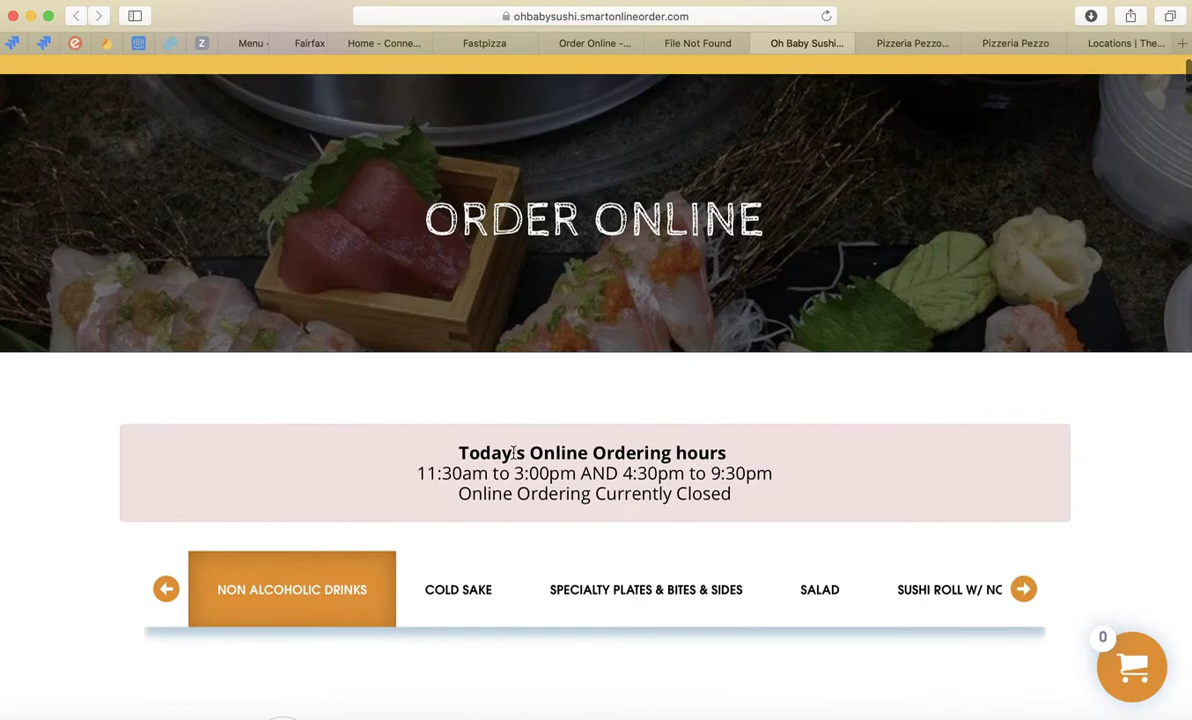 ohbabysushi.smartonlineorder.com
Menu -
Fairfax
Home - Conne...
Fastpizza
Order Online -...
File Not Found
Oh Baby Sushi...
Pizzeria Pezzo...
Pizzeria Pezzo
Locations | The...
ORDER ONLINE
Today's Online Ordering hours
11:30am to 3:00pm AND 4:30pm to 9:30pm
Online Ordering Currently Closed
NON ALCOHOLIC DRINKS
COLD SAKE
SPECIALTY PLATES & BITES & SIDES
SALAD
SUSHI ROLL W/ NO
0